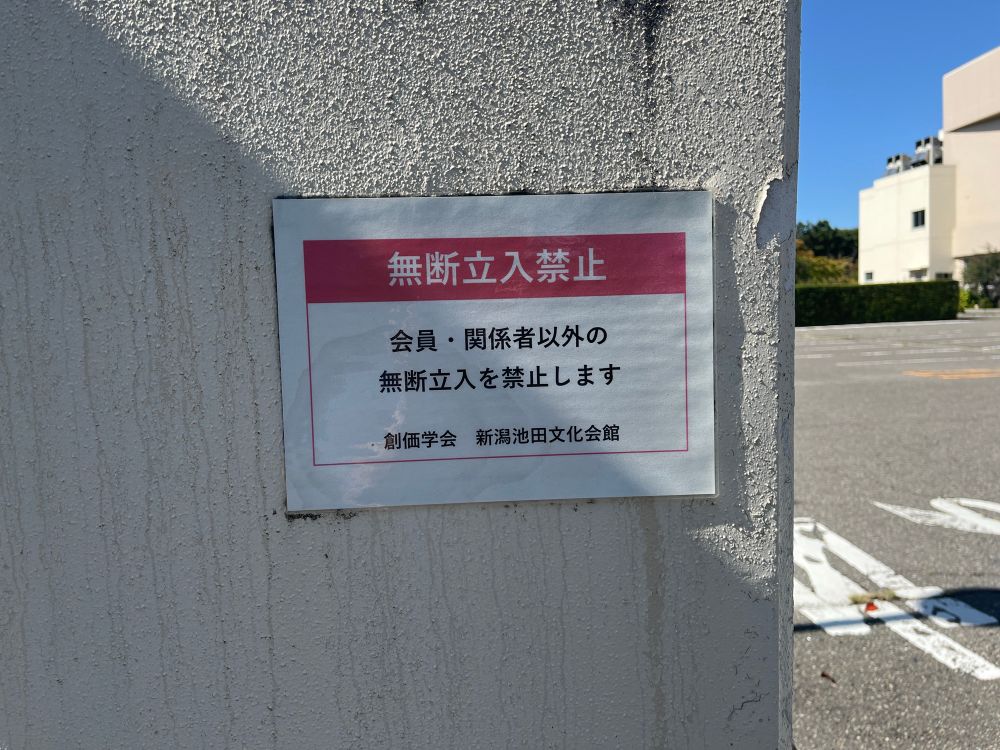 無断立入禁止
会員・関係者以外の
無断立入を禁止します
創価学会　新潟池田文化会館